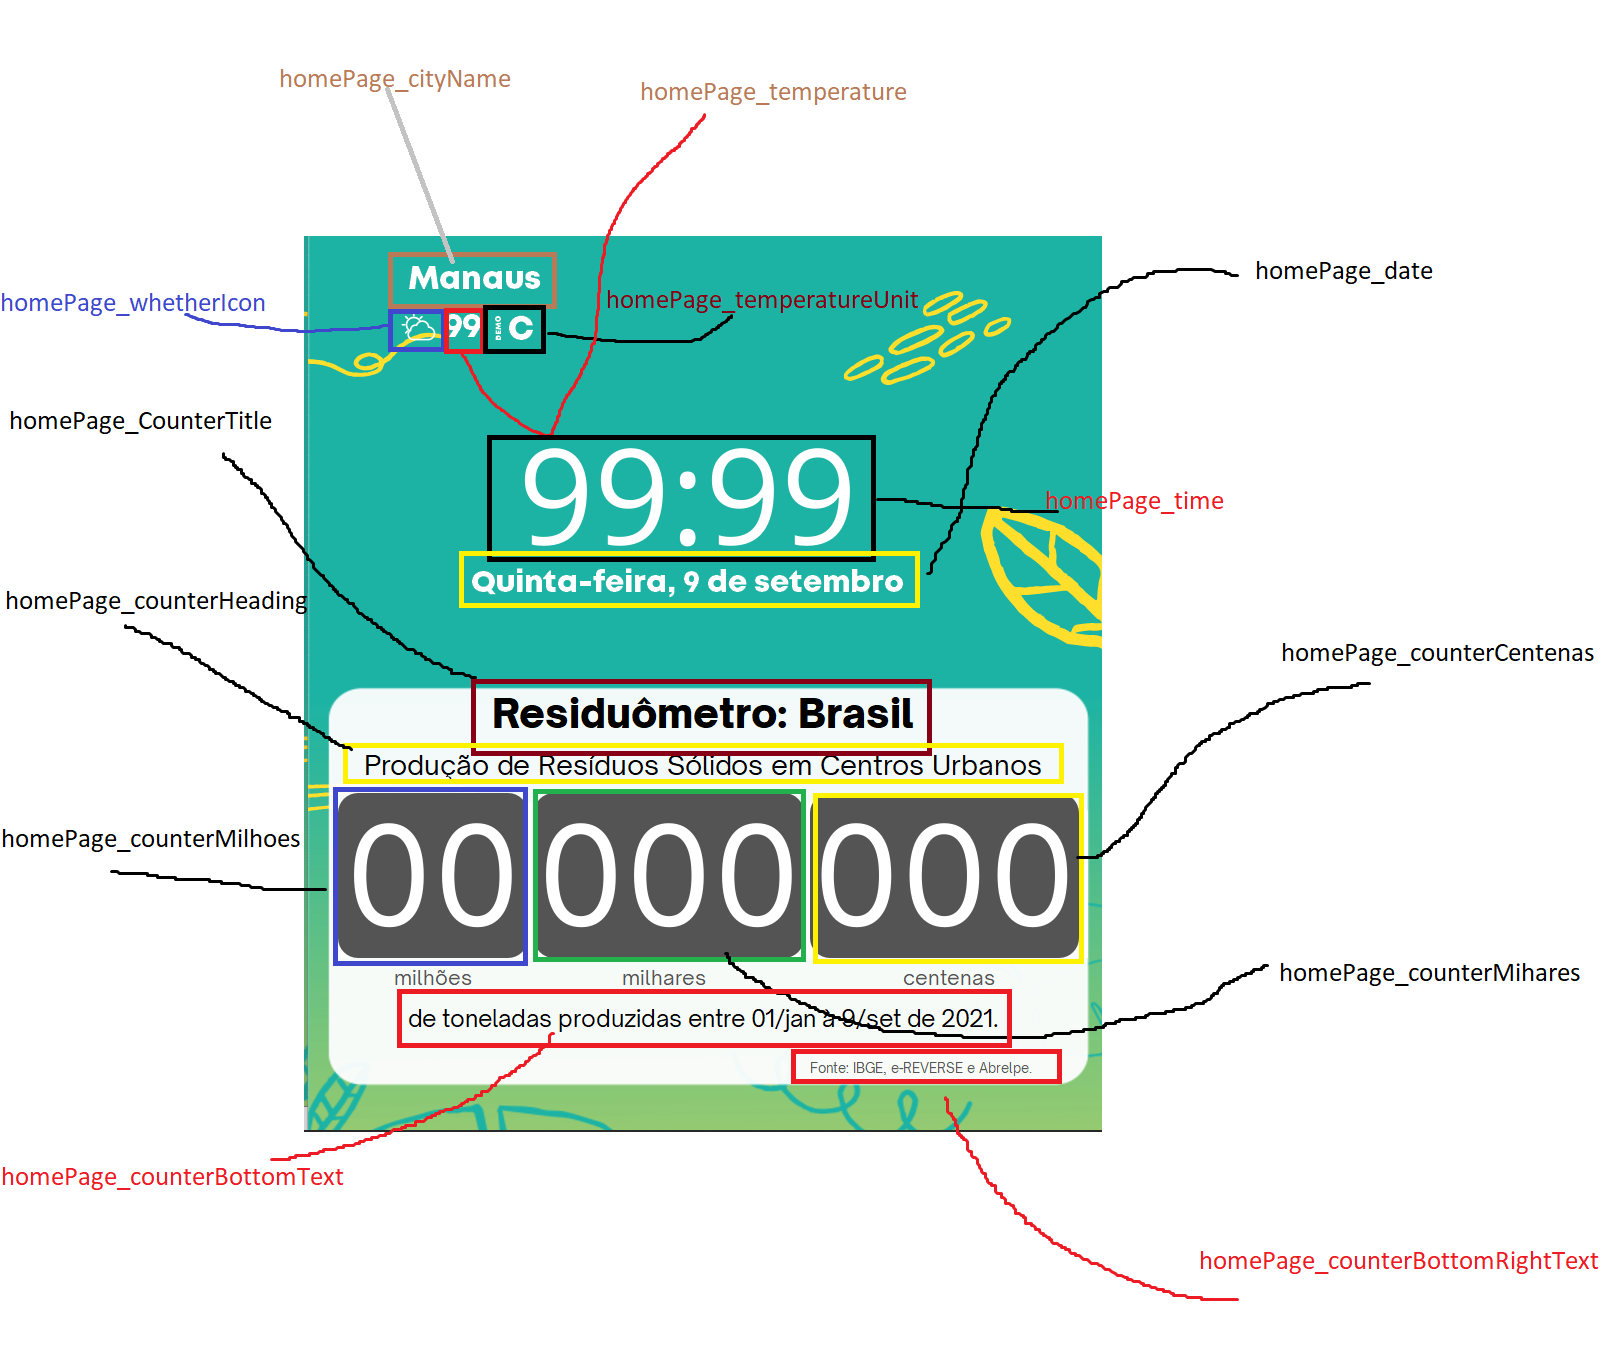 homePage_cityName
homePage_temperature
homePage_date
Manaus
homePage_whetherIcon
homePage_temperatureUnit
99 DEMO C
homePage_CounterTitle
99:99
homePage_time
Quinta-feira, 9 de setembro
homePage_counterHeading
homePage_counterCentenas
Residuômetro: Brasil
Produção de Resíduos Sólidos em Centros Urbanos
homePage_counterMilhoes
00 000 000
milhões milhares centenas
homePage_counterMihares
de toneladas produzidas entre 01/jan à 9/set de 2021.
Fonte: IBGE, e-REVERSE e Abrelpe.
homePage_counterBottomText
homePage_counterBottomRightText